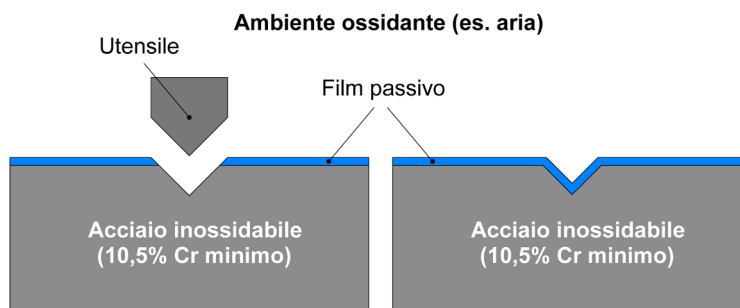 Ambiente ossidante (es. aria)
Utensile
Film passivo
Acciaio inossidabile
(10,5% Cr minimo)
Acciaio inossidabile
(10,5% Cr minimo)